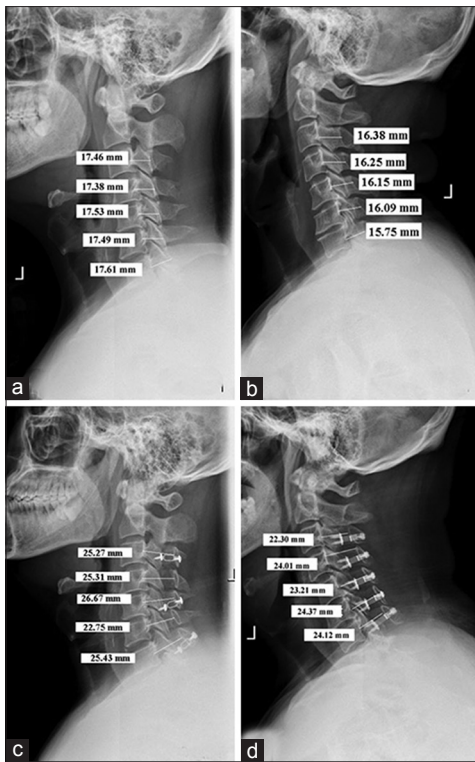 17.46 mm
17.38 mm
17.53 mm
17.49 mm
17.61 mm
a
16.38 mm
16.25 mm
16.15 mm
16.09 mm
15.75 mm
b
25.27 mm
25.31 mm
26.67 mm
22.75 mm
25.43 mm
c
22.30 mm
24.01 mm
23.21 mm
24.37 mm
24.12 mm
d